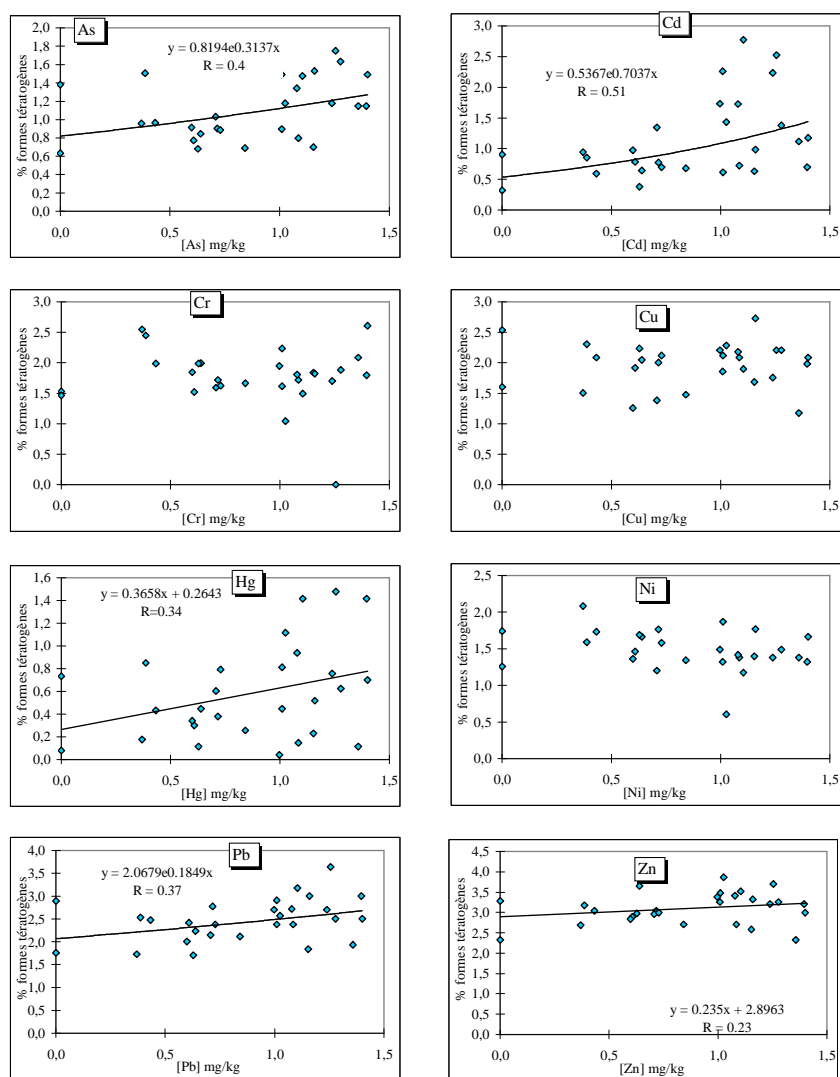 As
y = 0.8194e0.3137x
R = 0.4
2,0
1,8
1,6
1,4
1,2
1,0
0,8
0,6
0,4
0,2
0,0
% formes tératogènes
0,0 0,5 1,0 1,5
[As] mg/kg
Cd
y = 0.5367e0.7037x
R = 0.51
3,0
2,5
2,0
1,5
1,0
0,5
0,0
% formes tératogènes
0,0 0,5 1,0 1,5
[Cd] mg/kg
Cr
3,0
2,5
2,0
1,5
1,0
0,5
0,0
% formes tératogènes
0,0 0,5 1,0 1,5
[Cr] mg/kg
Cu
3,0
2,5
2,0
1,5
1,0
0,5
0,0
% formes tératogènes
0,0 0,5 1,0 1,5
[Cu] mg/kg
Hg
y = 0.3658x + 0.2643
R=0.34
1,6
1,4
1,2
1,0
0,8
0,6
0,4
0,2
0,0
% formes tératogènes
0,0 0,5 1,0 1,5
[Hg] mg/kg
Ni
2,5
2,0
1,5
1,0
0,5
0,0
% formes tératogènes
0,0 0,5 1,0 1,5
[Ni] mg/kg
Pb
y = 2.0679e0.1849x
R = 0.37
4,0
3,5
3,0
2,5
2,0
1,5
1,0
0,5
0,0
% formes tératogènes
0,0 0,5 1,0 1,5
[Pb] mg/kg
Zn
4,5
4,0
3,5
3,0
2,5
2,0
1,5
1,0
0,5
0,0
% formes tératogènes
y = 0.235x + 2.8963
R = 0.23
0,0 0,5 1,0 1,5
[Zn] mg/kg